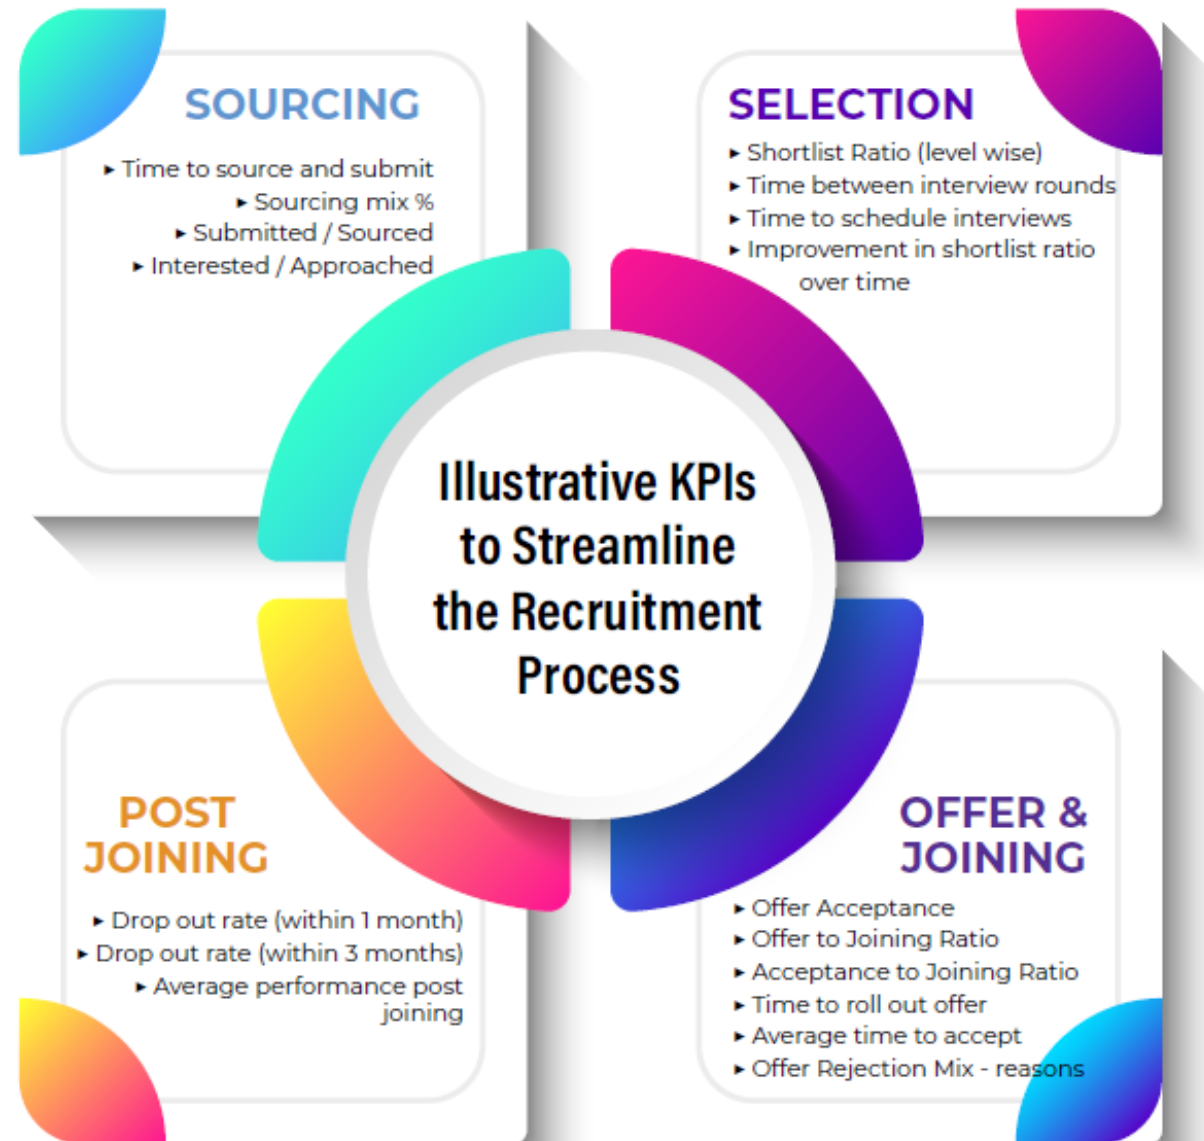 SOURCING
▸ Time to source and submit
▸ Sourcing mix %
▸ Submitted / Sourced
▸ Interested / Approached
SELECTION
▸ Shortlist Ratio (level wise)
▸ Time between interview rounds
▸ Time to schedule interviews
▸ Improvement in shortlist ratio
over time
Illustrative KPIs
to Streamline
the Recruitment
Process
POST
JOINING
▸ Drop out rate (within 1 month)
▸ Drop out rate (within 3 months)
▸ Average performance post
joining
OFFER &
JOINING
▸ Offer Acceptance
▸ Offer to Joining Ratio
▸ Acceptance to Joining Ratio
▸ Time to roll out offer
▸ Average time to accept
▸ Offer Rejection Mix - reasons